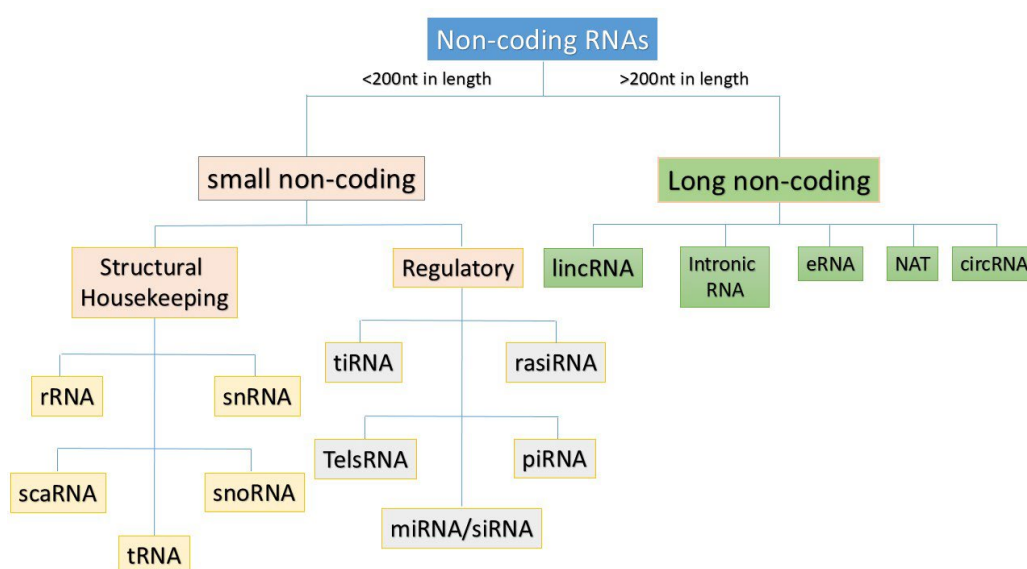 Non-coding RNAs
<200nt in length
>200nt in length
small non-coding
Long non-coding
Structural
Housekeeping
Regulatory
lincRNA
Intronic
RNA
eRNA
NAT
circRNA
tiRNA
rasiRNA
rRNA
snRNA
TelsRNA
piRNA
scaRNA
snoRNA
miRNA/siRNA
tRNA